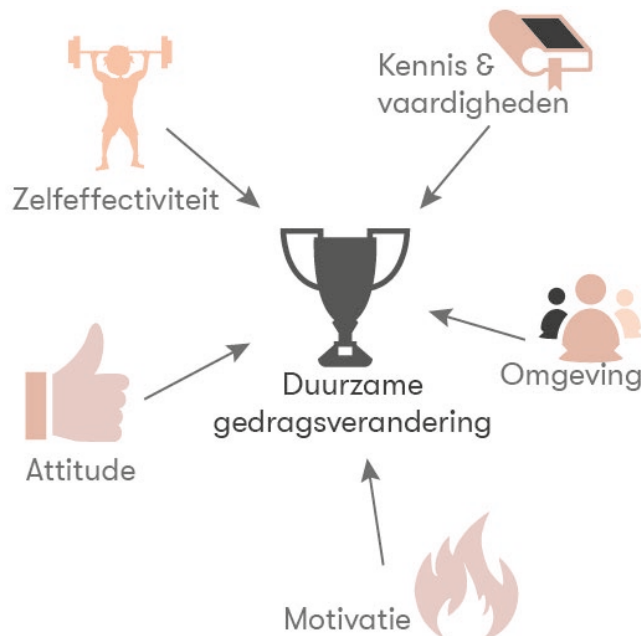 Kennis &
vaardigheden
Zelfeffectiviteit
Omgeving
Duurzame
gedragsverandering
Attitude
Motivatie